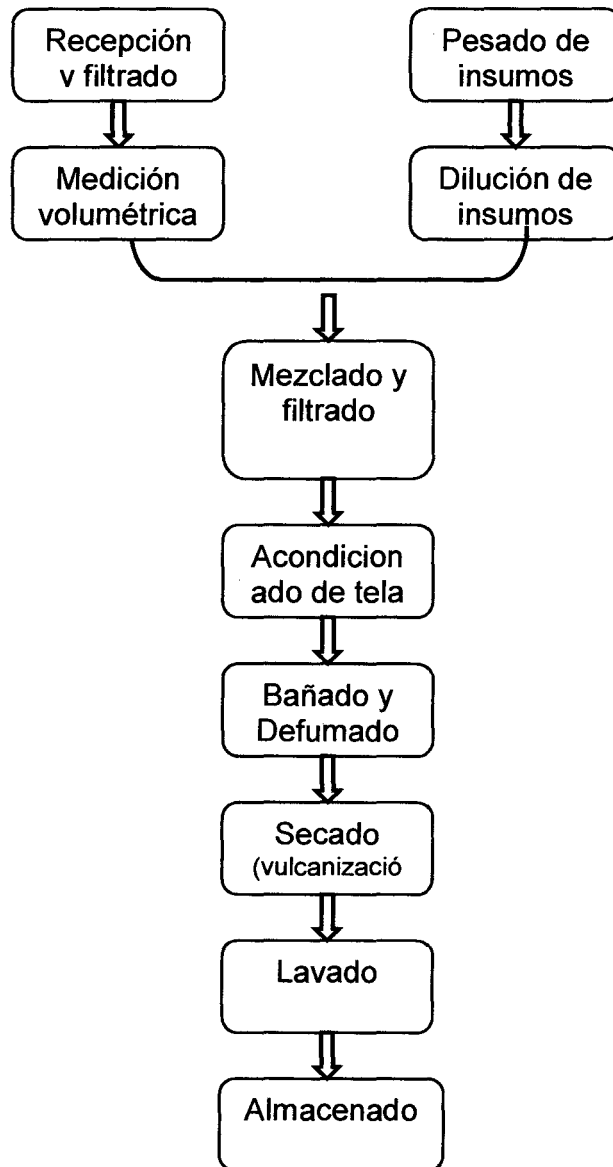 Recepción
v filtrado
Pesado de
insumos
Medición
volumétrica
Dilución de
insumos
Mezclado y
filtrado
Acondicion
ado de tela
Bañado y
Defumado
Secado
(vulcanizació
Lavado
Almacenado